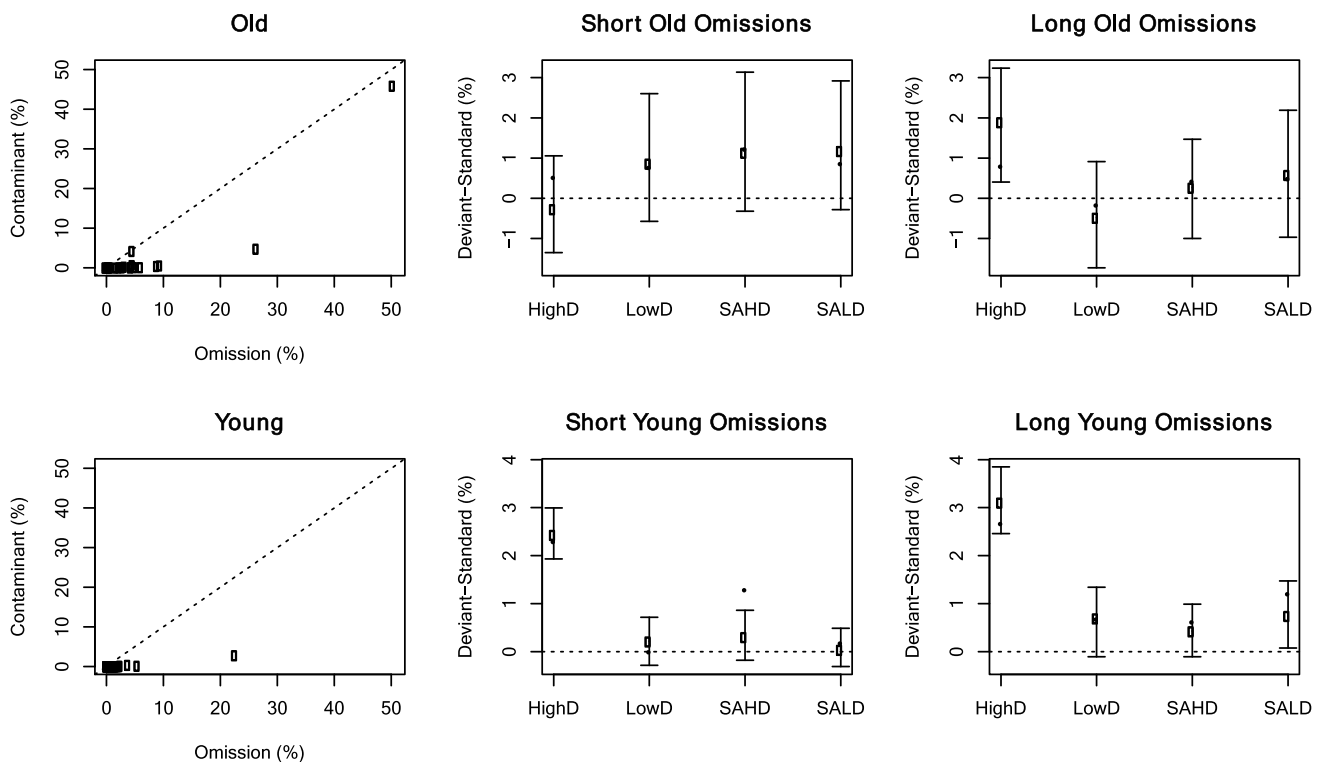 Old
Contaminant (%)
50
40
30
20
10
0
0 10 20 30 40 50
Omission (%)
Short Old Omissions
Deviant−Standard (%)
3
2
1
0
−1
HighD LowD SAHD SALD
Long Old Omissions
Deviant−Standard (%)
3
2
1
0
−1
HighD LowD SAHD SALD
Young
Contaminant (%)
50
40
30
20
10
0
0 10 20 30 40 50
Omission (%)
Short Young Omissions
Deviant−Standard (%)
4
3
2
1
0
HighD LowD SAHD SALD
Long Young Omissions
Deviant−Standard (%)
4
3
2
1
0
HighD LowD SAHD SALD